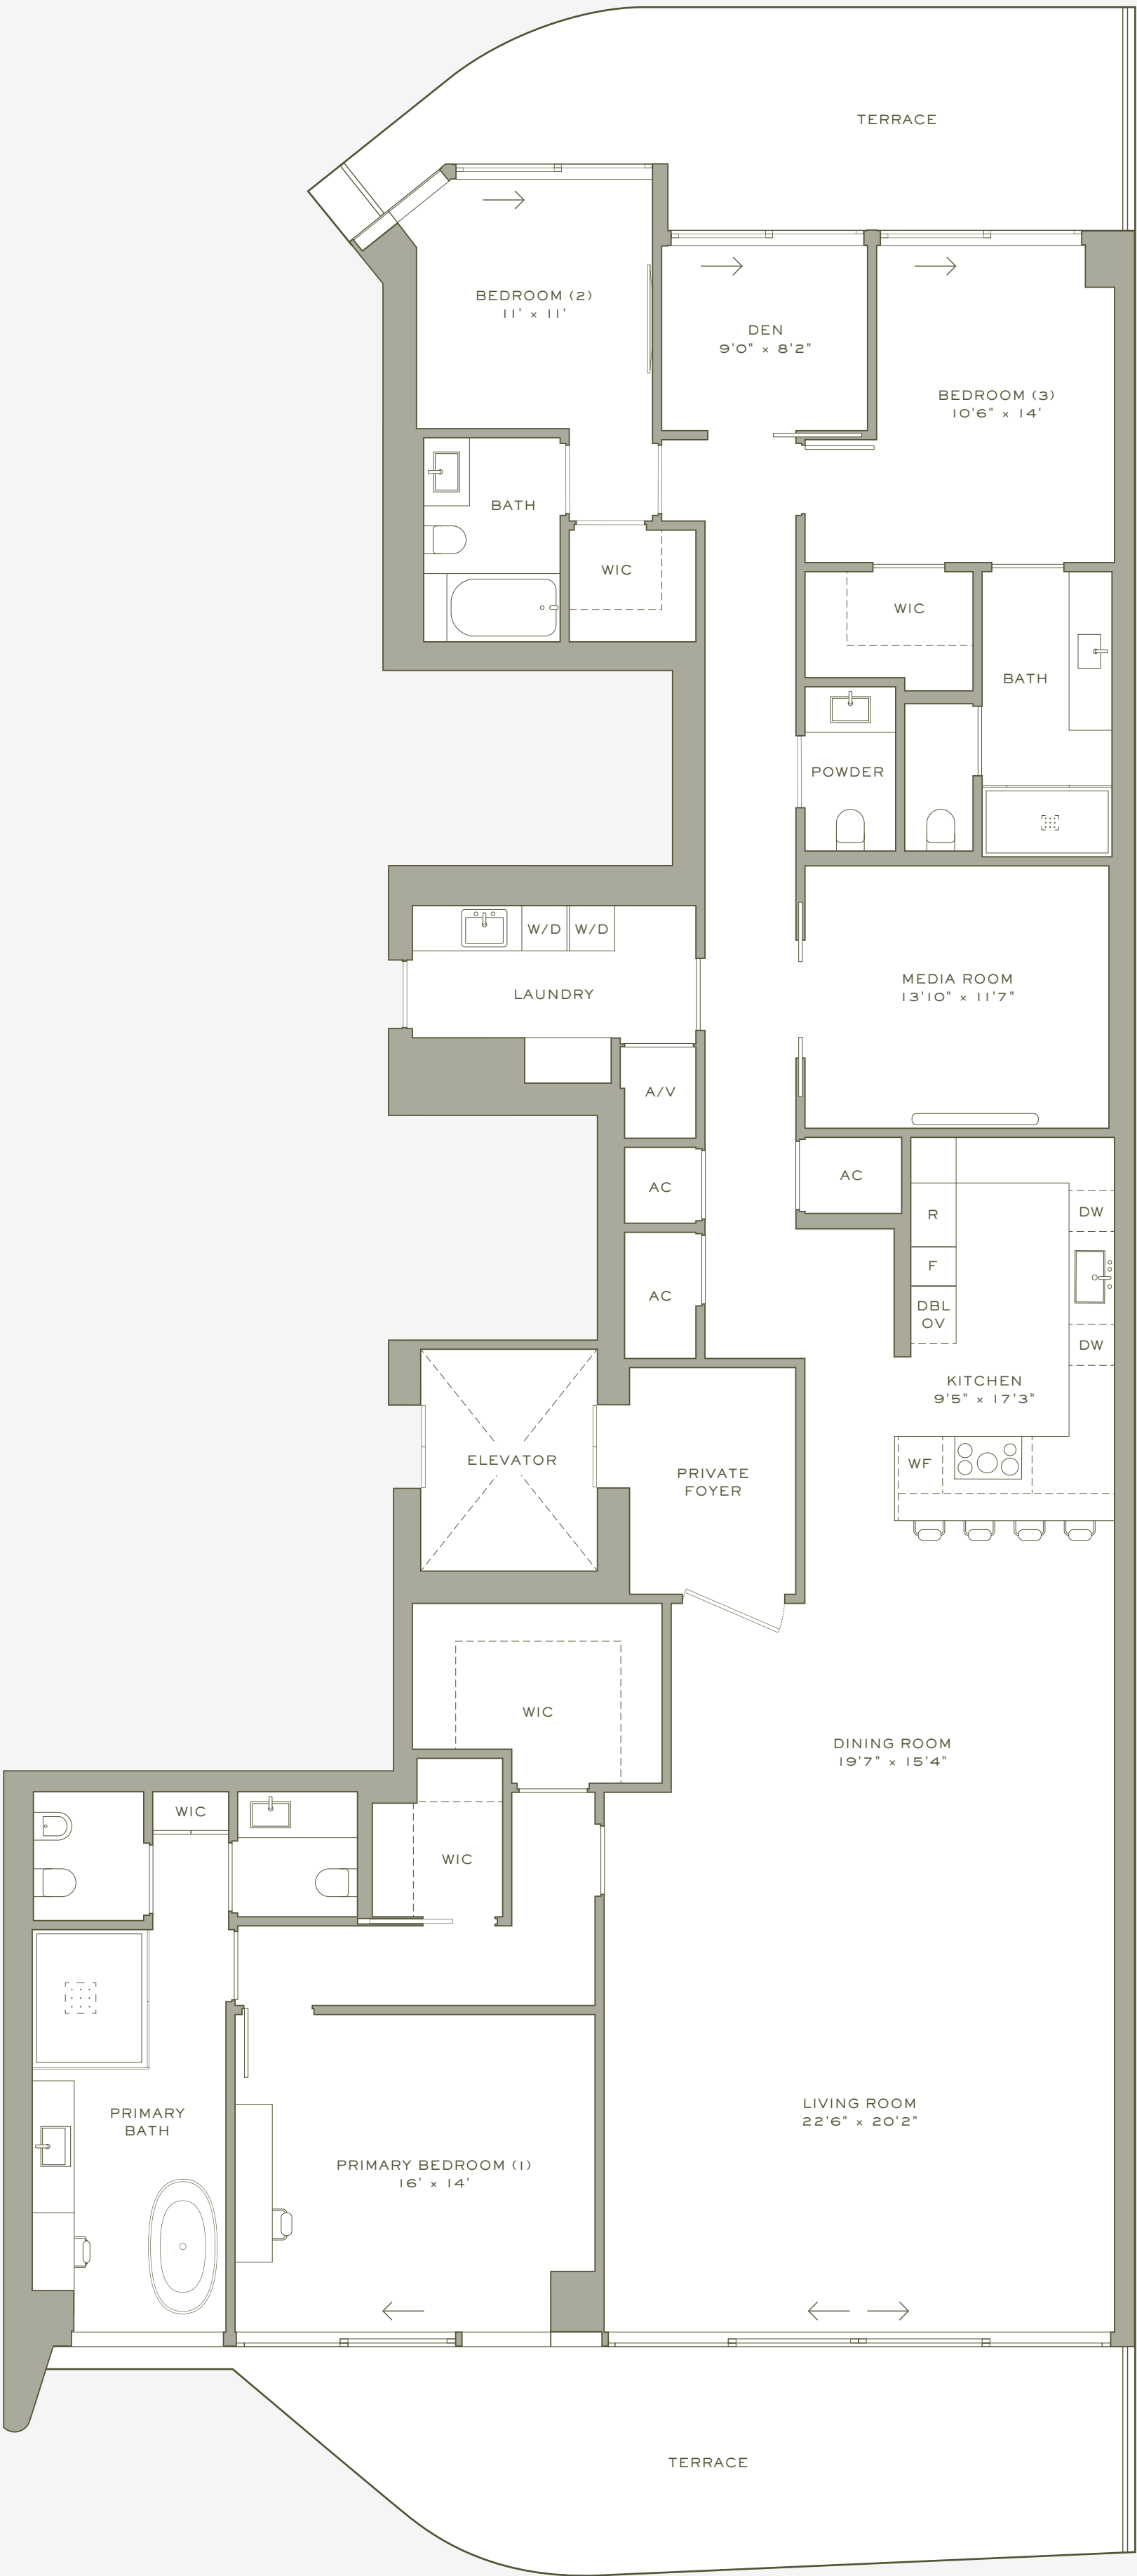 TERRACE
BEDROOM (2)
11' × 11'
DEN
9'0" × 8'2"
BEDROOM (3)
10'6" × 14'
BATH
WIC
WIC
BATH
POWDER
W/D
W/D
LAUNDRY
MEDIA ROOM
13'10" × 11'7"
A/V
AC
AC
R
DW
F
AC
DBL
OV
DW
KITCHEN
9'5" × 17'3"
ELEVATOR
WF
PRIVATE
FOYER
WIC
DINING ROOM
19'7" × 15'4"
WIC
WIC
PRIMARY
BATH
LIVING ROOM
22'6" × 20'2"
PRIMARY BEDROOM (1)
16' × 14'
TERRACE